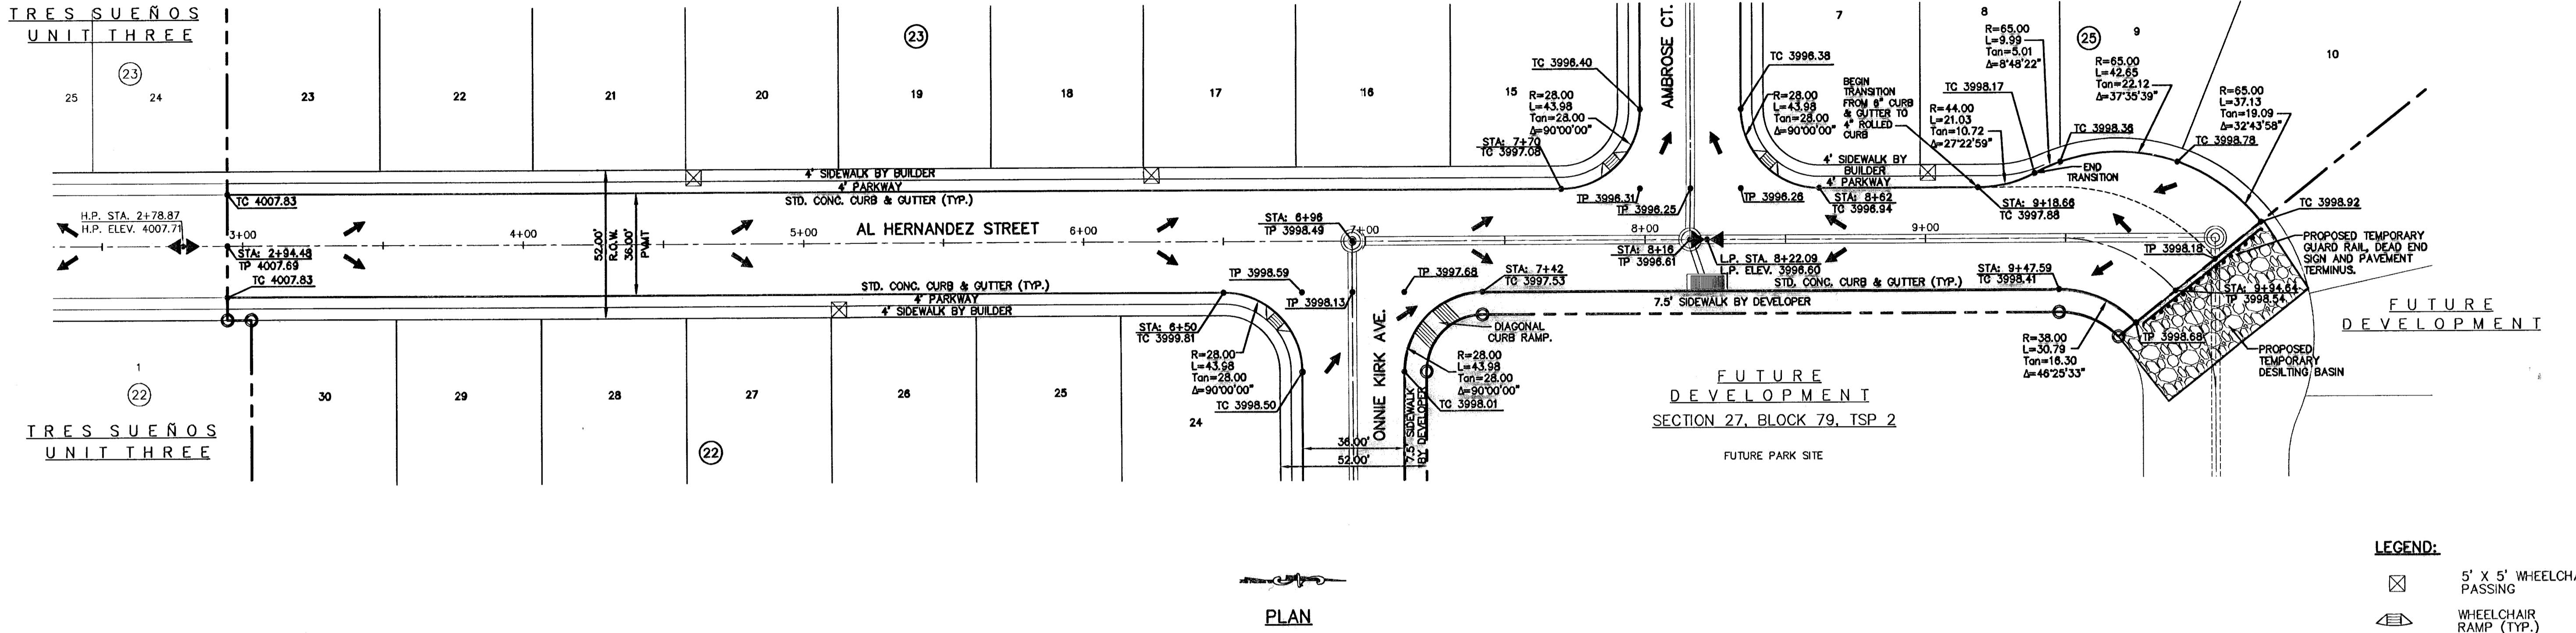 TRES SUEÑOS
UNIT THREE
23
25
24
23
22
21
20
19
18
17
16
15
23
AMBROSE CT.
7
8
9
10
25
TC 3996.40
R=28.00
L=43.98
Tan=28.00
Δ=90°00'00"
STA: 7+70
TC 3997.08
TC 3996.38
R=28.00
L=43.98
Tan=28.00
Δ=90°00'00"
BEGIN
TRANSITION
FROM 6" CURB
& GUTTER TO
4" ROLLED
CURB
R=65.00
L=9.99
Tan=5.01
Δ=8°48'22"
TC 3998.17
R=44.00
L=21.03
Tan=10.72
Δ=27°22'59"
R=65.00
L=42.65
Tan=22.12
Δ=37°35'39"
R=65.00
L=37.13
Tan=19.09
Δ=32°43'58"
TC 3998.36
TC 3998.78
END
TRANSITION
4' SIDEWALK BY
BUILDER
4' PARKWAY
4' SIDEWALK BY BUILDER
4' PARKWAY
STD. CONC. CURB & GUTTER (TYP.)
TC 4007.83
H.P. STA. 2+78.87
H.P. ELEV. 4007.71
3+00
4+00
5+00
6+00
7+00
8+00
9+00
STA: 2+94.48
TP 4007.69
TC 4007.83
52.00'
R.O.W.
36.00'
PVMT
AL HERNANDEZ STREET
STA: 6+96
TP 3998.49
TP 3996.31
TP 3996.25
TP 3996.26
STA: 8+62
TC 3996.94
STA: 9+18.66
TC 3997.88
TC 3998.92
STA: 8+16
TP 3996.61
L.P. STA. 8+22.09
L.P. ELEV. 3996.60
TP 3998.18
PROPOSED TEMPORARY
GUARD RAIL, DEAD END
SIGN AND PAVEMENT
TERMINUS.
STD. CONC. CURB & GUTTER (TYP.)
4' PARKWAY
4' SIDEWALK BY BUILDER
TP 3998.59
TP 3998.13
TP 3997.68
STA: 7+42
TC 3997.53
STD. CONC. CURB & GUTTER (TYP.)
7.5' SIDEWALK BY DEVELOPER
STA: 9+47.59
TC 3998.41
STA: 9+94.64
TP 3998.54
FUTURE
DEVELOPMENT
STA: 6+50
TC 3999.81
R=28.00
L=43.98
Tan=28.00
Δ=90°00'00"
TC 3998.50
ONNIE KIRK AVE.
DIAGONAL
CURB RAMP.
R=28.00
L=43.98
Tan=28.00
Δ=90°00'00"
TC 3998.01
7.5' SIDEWALK
BY DEVELOPER
36.00'
52.00'
R=38.00
L=30.79
Tan=16.30
Δ=46°25'33"
TP 3998.68
PROPOSED
TEMPORARY
DESILTING BASIN
1
22
TRES SUEÑOS
UNIT THREE
30
29
28
27
26
25
24
22
FUTURE
DEVELOPMENT
SECTION 27, BLOCK 79, TSP 2
FUTURE PARK SITE
PLAN
LEGEND:
5' X 5' WHEELCHA
PASSING
WHEELCHAIR
RAMP (TYP.)